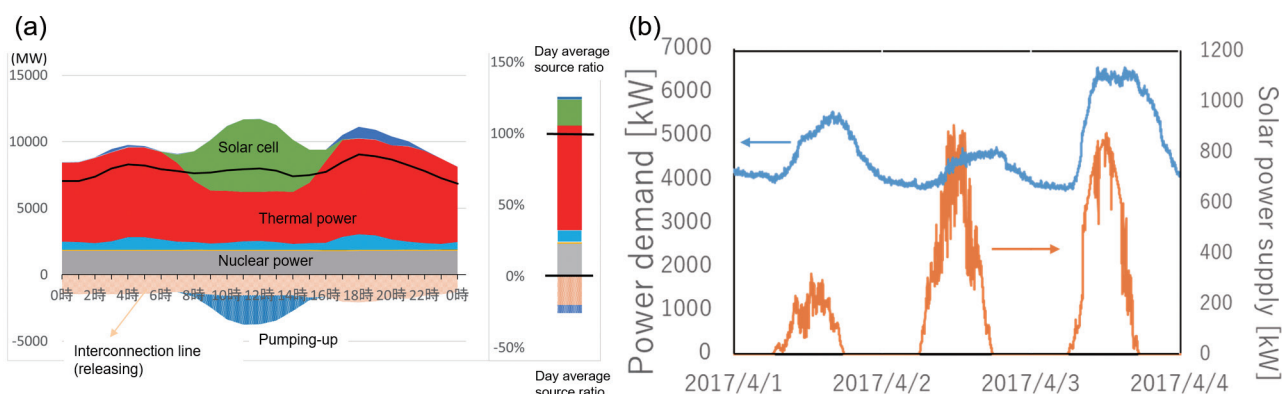 (a)
(MW)
15000
10000
5000
0
-5000
Solar cell
Thermal power
Nuclear power
0時 2時 4時 6時 8時 10時 12時 14時 16時 18時 20時 22時 0時
Pumping-up
Interconnection line
(releasing)
Day average
source ratio
150%
100%
50%
0%
-50%
Day average
source ratio
(b)
Power demand [kW]
7000
6000
5000
4000
3000
2000
1000
0
1200
1000
800
600
400
200
0
Solar power supply [kW]
2017/4/1 2017/4/2 2017/4/3 2017/4/4